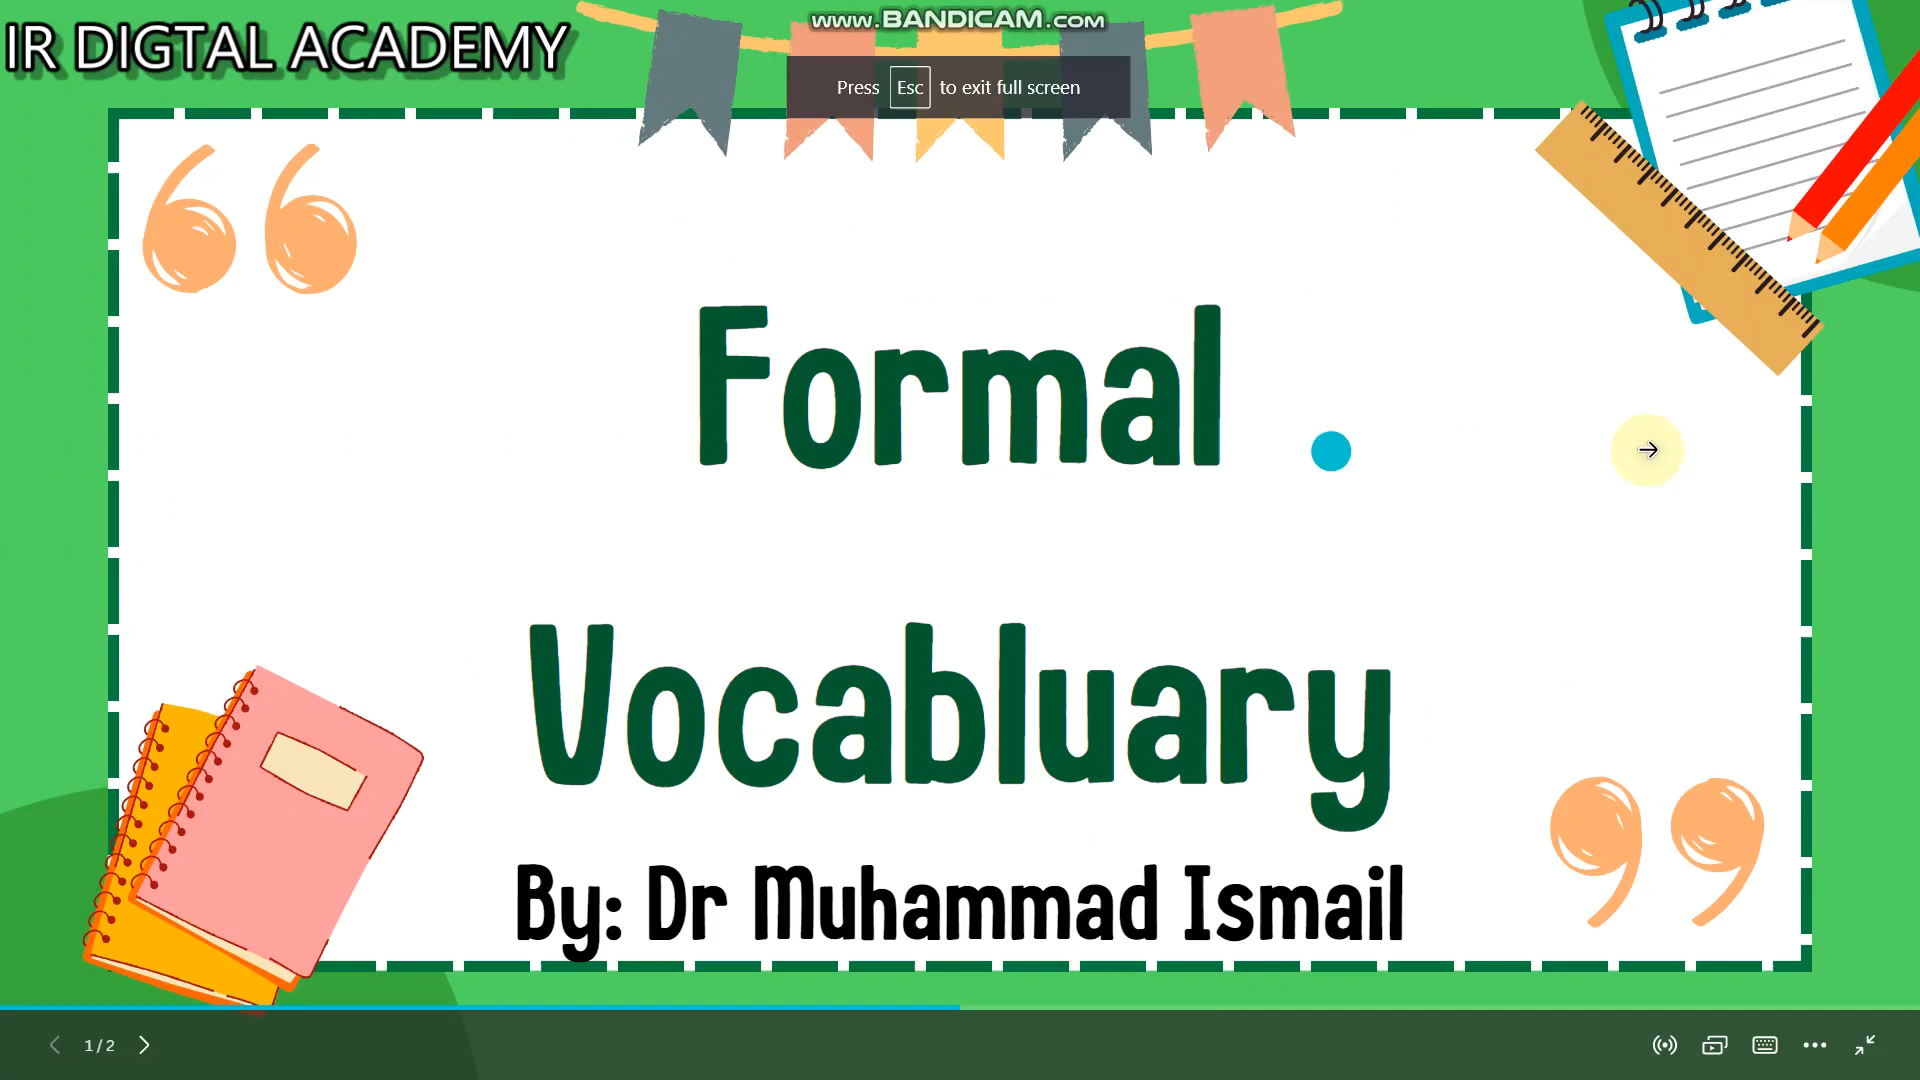 www.BANDICAM.com
IR DIGTAL ACADEMY
Press Esc to exit full screen
Formal
Vocabluary
By: Dr Muhammad Ismail
1/2